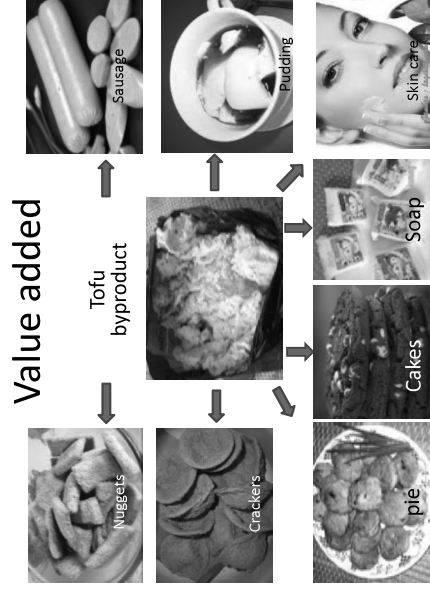 Value added
Tofu
byproduct
Nuggets
Sausage
Crackers
Pudding
pie
Cakes
Soap
Skin care